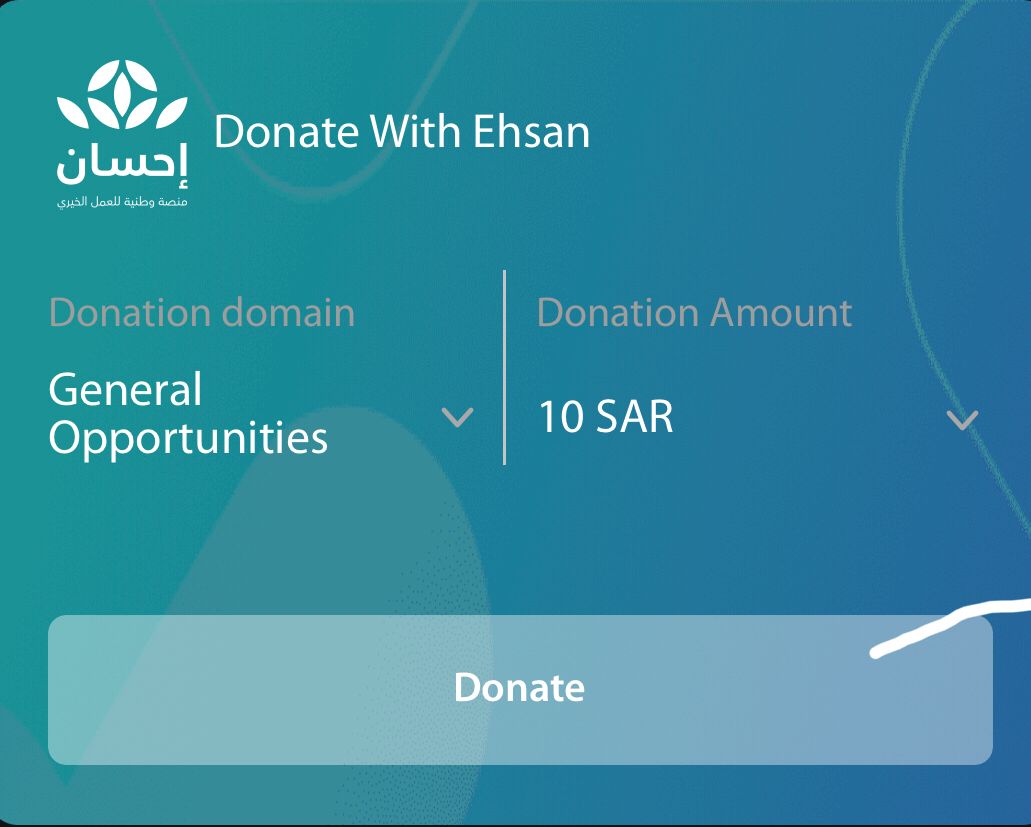 إحسان
منصة وطنية للعمل الخيري
Donate With Ehsan
Donation domain
General
Opportunities
Donation Amount
10 SAR
Donate